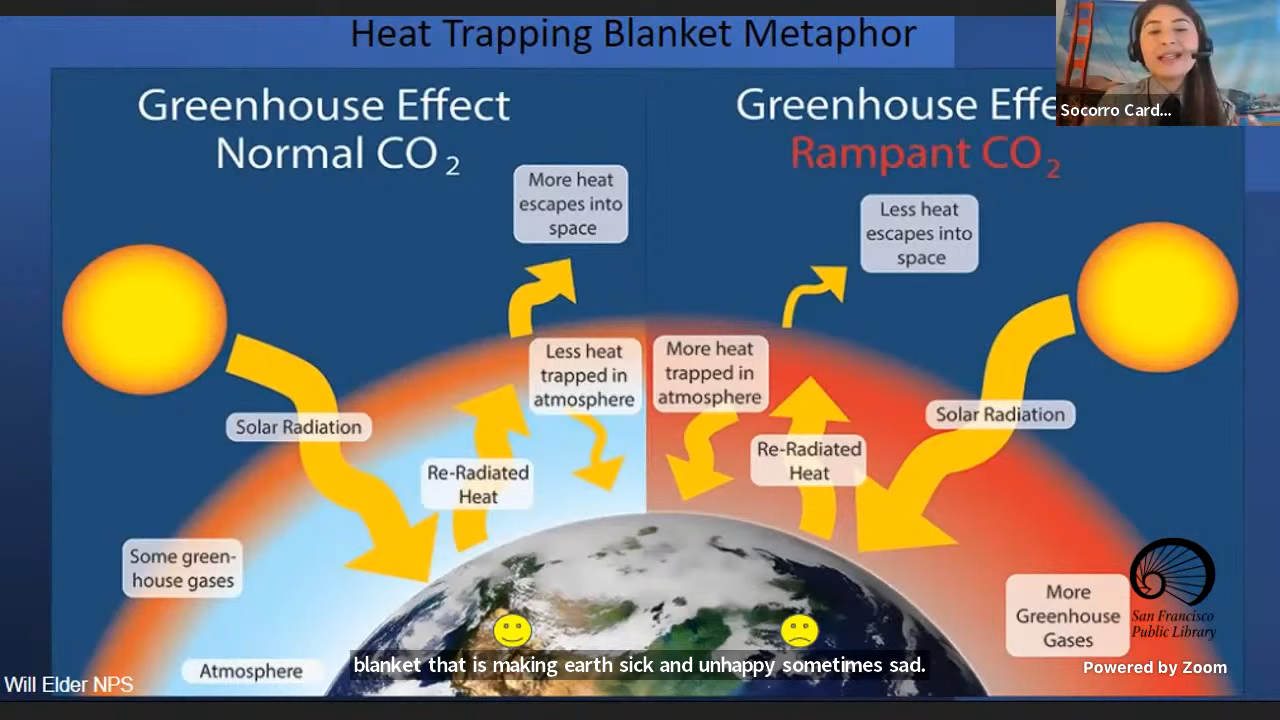 Heat Trapping Blanket Metaphor
Greenhouse Effect
Normal CO 2
More heat
escapes into
space
Less heat
trapped in
atmosphere
Solar Radiation
Re-Radiated
Heat
Some green-
house gases
Atmosphere
Greenhouse Effe
Rampant CO2
Less heat
escapes into
space
More heat
trapped in
atmosphere
Re-Radiated
Heat
Solar Radiation
More
Greenhouse
Gases
Socorro Card...
San Francisco
Public Library
Powered by Zoom
blanket that is making earth sick and unhappy sometimes sad.
Will Elder NPS